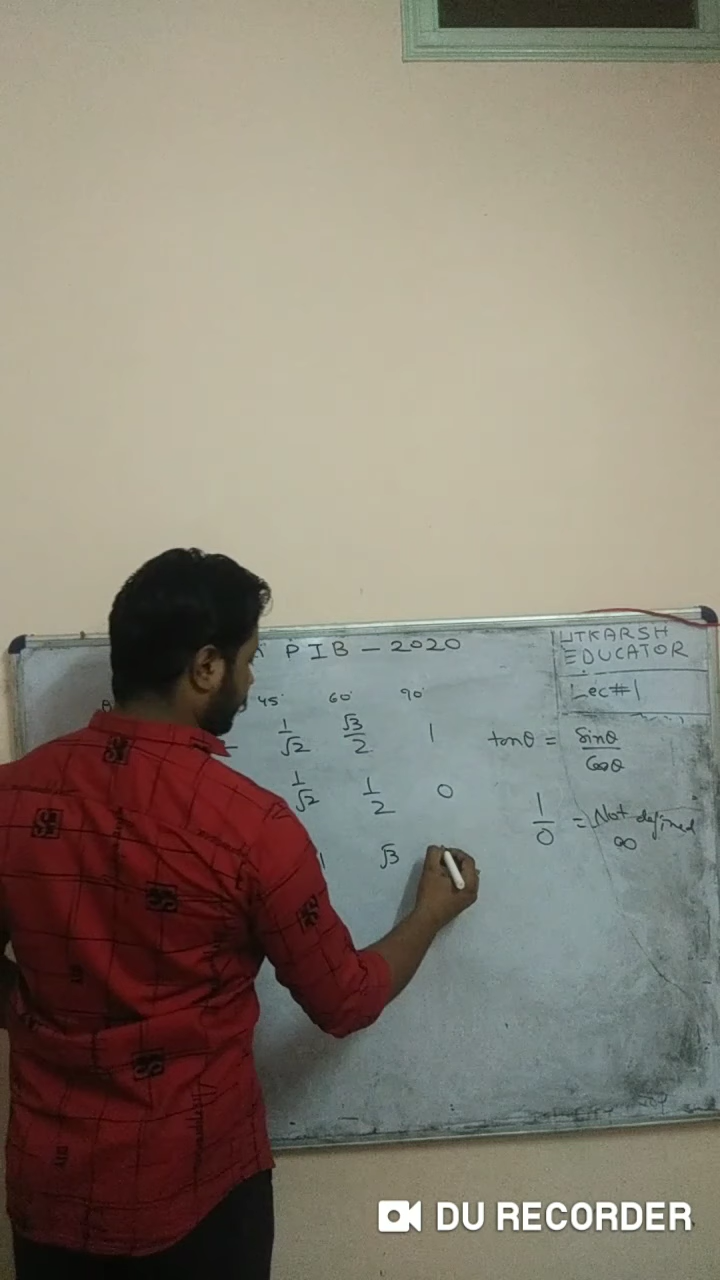 PIB - 2020
UTKARSH
EDUCATOR
Lec#1
45° 60° 90°
1/√2 √3/2 1
tanθ = sinθ/cosθ
1/√2 1/2 0
1/0 = Not defined
∞
1 √3
DU RECORDER